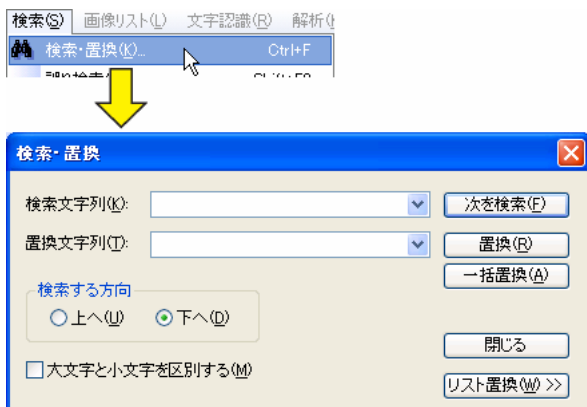 検索(S) 画像リスト(L) 文字認識(R) 解析(
検索・置換(K)... Ctrl+F
検索・置換
検索文字列(K):
次を検索(F)
置換文字列(T):
置換(R)
一括置換(A)
検索する方向
上へ(U) 下へ(D)
閉じる
大文字と小文字を区別する(M)
リスト置換(W) >>